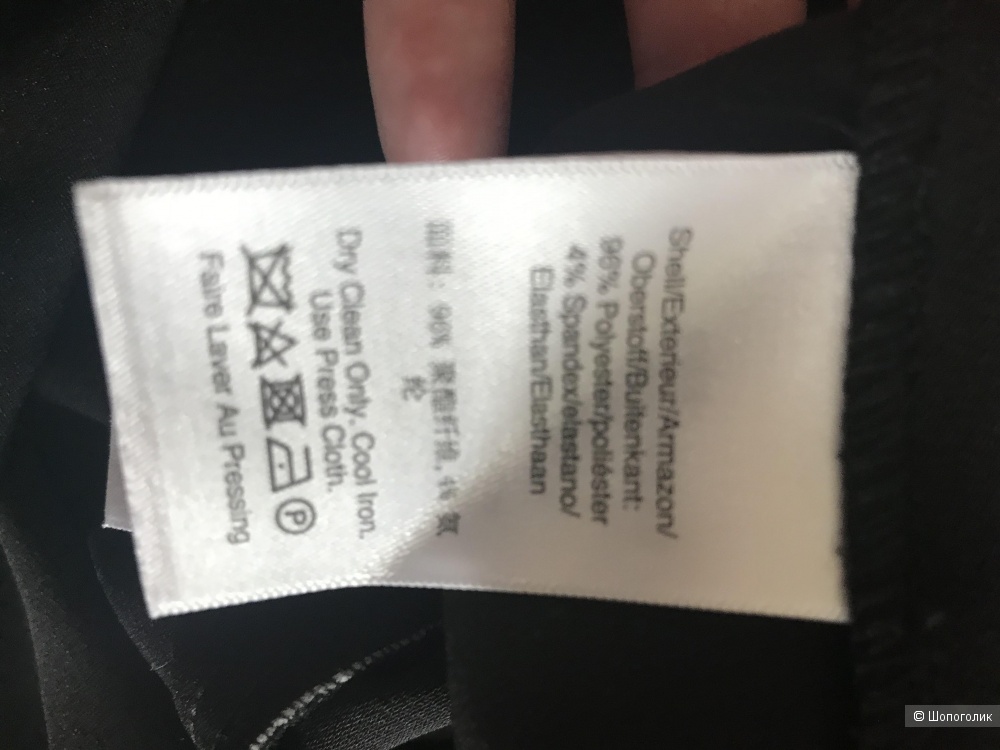 Shell/Exterieur/Armazon/
Oberstoff/Buitenkant:
96% Polyester/poliéster
4% Spandex/elastano/
Elasthan/Elasthaan
面料：96% 聚酯纤维，4% 氨
纶
Dry Clean Only. Cool Iron.
Use Press Cloth.
P
Faire Laver Au Pressing
© Шопоголик